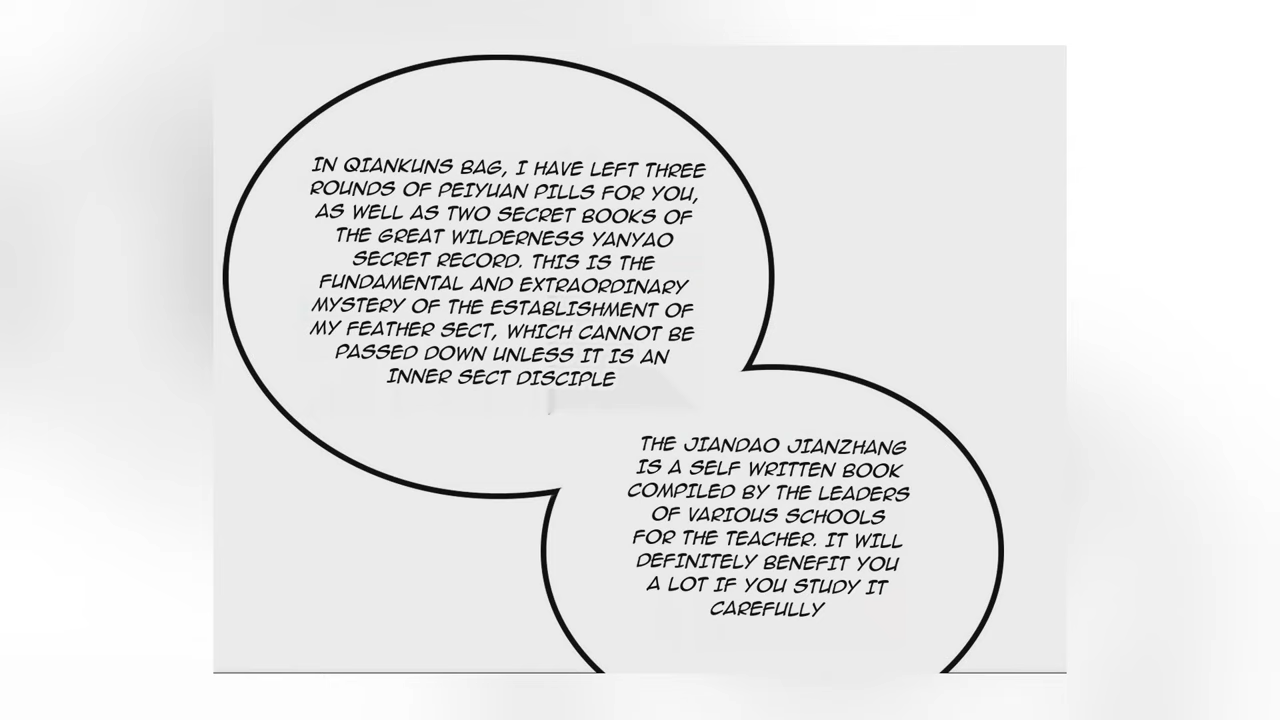 IN QIANKUNS BAG, I HAVE LEFT THREE
ROUNDS OF PEIYUAN PILLS FOR YOU,
AS WELL AS TWO SECRET BOOKS OF
THE GREAT WILDERNESS YANYAO
SECRET RECORD. THIS IS THE
FUNDAMENTAL AND EXTRAORDINARY
MYSTERY OF THE ESTABLISHMENT OF
MY FEATHER SECT, WHICH CANNOT BE
PASSED DOWN UNLESS IT IS AN
INNER SECT DISCIPLE
THE JIANDAO JIANZHANG
IS A SELF WRITTEN BOOK
COMPILED BY THE LEADERS
OF VARIOUS SCHOOLS
FOR THE TEACHER. IT WILL
DEFINITELY BENEFIT YOU
A LOT IF YOU STUDY IT
CAREFULLY